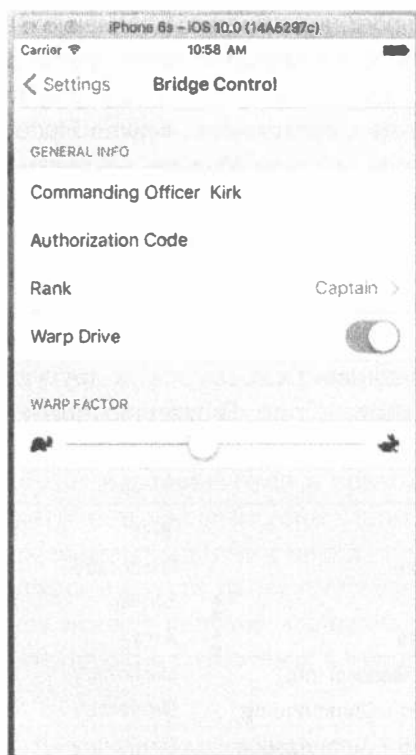 iPhone 6s – iOS 10.0 (14A5297c)
Carrier 10:58 AM
Settings Bridge Control
GENERAL INFO
Commanding Officer Kirk
Authorization Code
Rank Captain
Warp Drive
WARP FACTOR